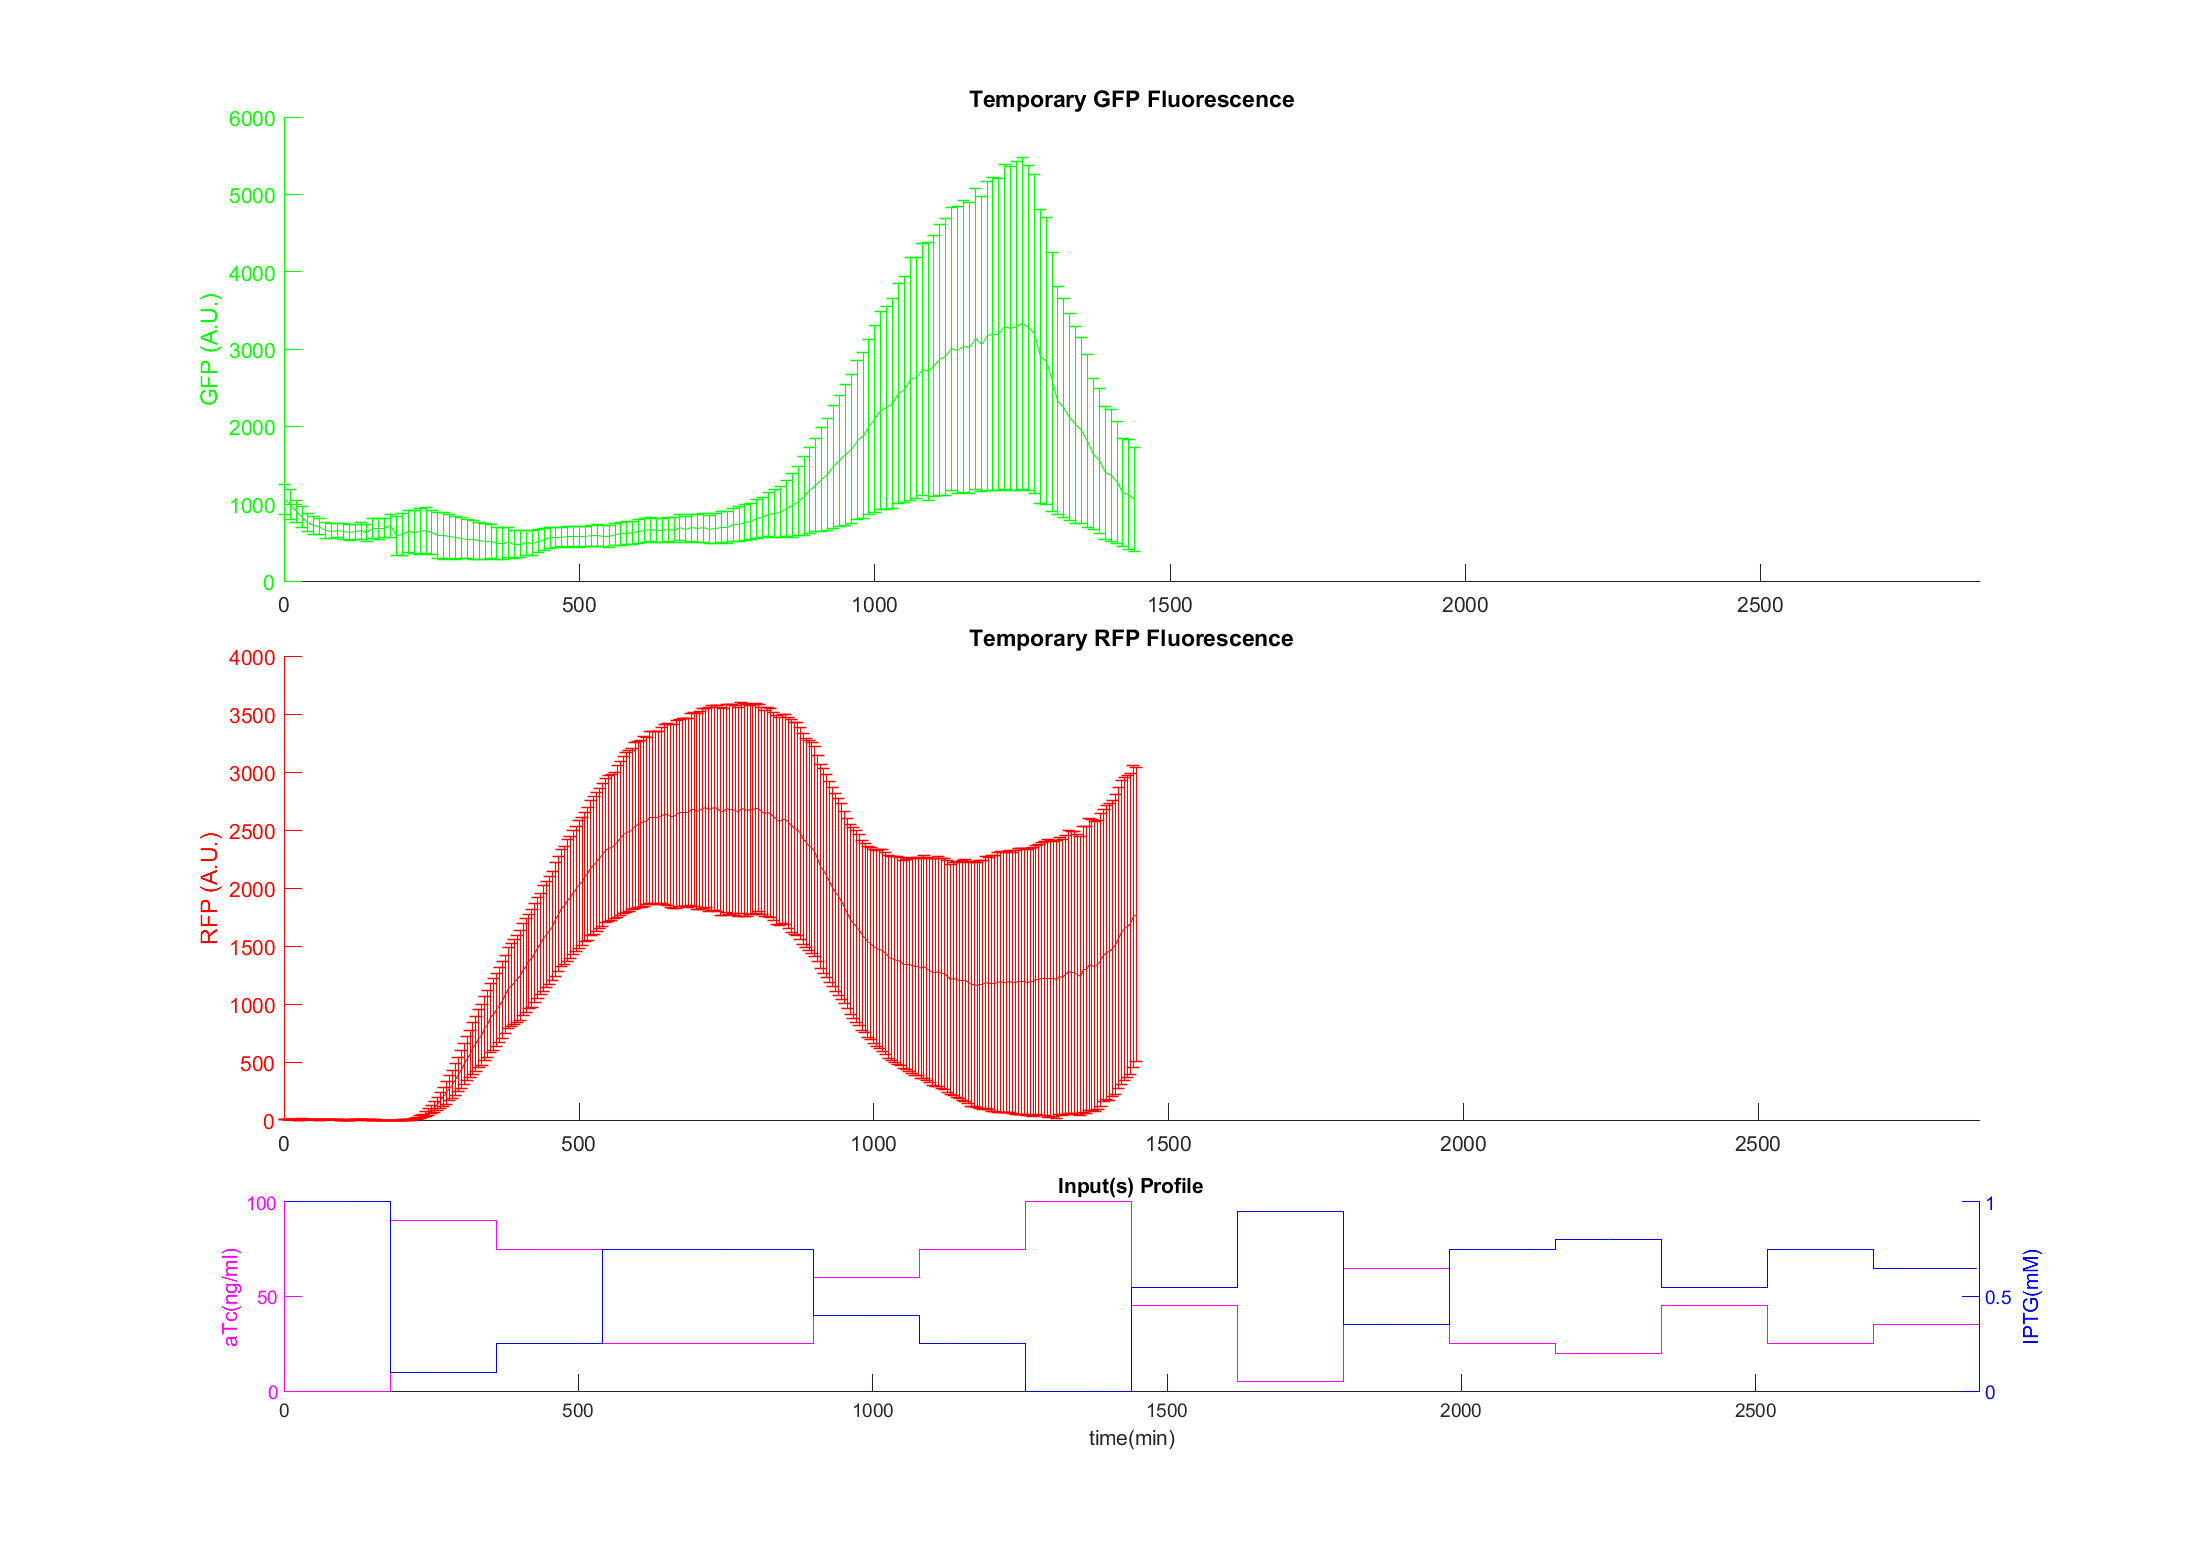 Temporary GFP Fluorescence
6000
5000
4000
3000
2000
1000
0
GFP (A.U.)
0 500 1000 1500 2000 2500
Temporary RFP Fluorescence
4000
3500
3000
2500
2000
1500
1000
500
0
RFP (A.U.)
0 500 1000 1500 2000 2500
Input(s) Profile
100
50
0
aTc(ng/ml)
1
0.5
0
IPTG(mM)
0 500 1000 1500 2000 2500
time(min)